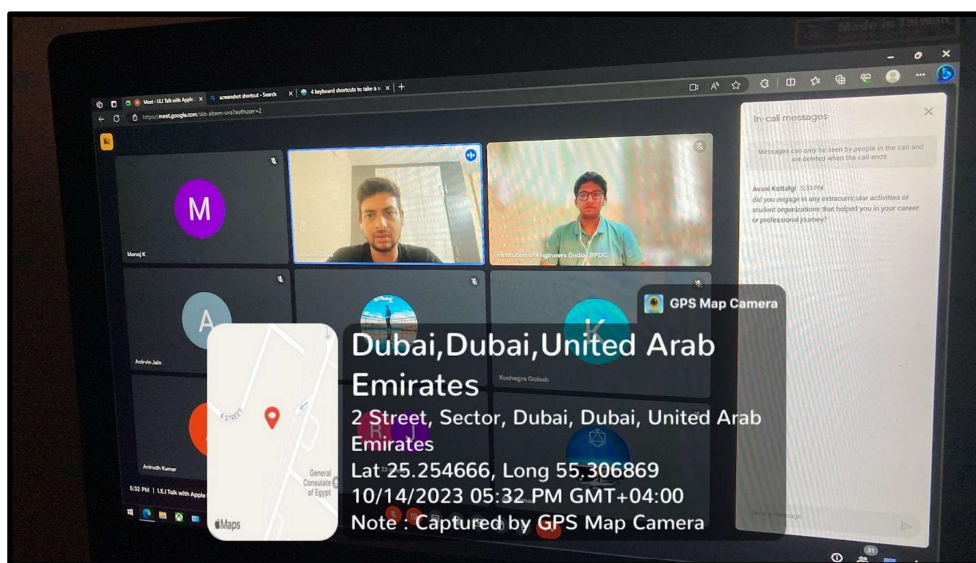 Made in Taiwan
Meet - I.E.I Talk with Apple
screenshot shortcut - Search
4 keyboard shortcuts to take a s
In-call messages
Messages can only be seen by people in the call and
are deleted when the call ends
Avani Kottalgi 5:31 PM
did you engage in any extracurricular activities or
student organizations that helped you in your career
or professional journey?
M
Manoj K
Institution of Engineers (India) BPDC
A
Anirvin Jain
K
Kushagra Golash
Anirudh Kumar
R J
5:32 PM | I.E.I Talk with Apple
31
GPS Map Camera
Dubai,Dubai,United Arab
Emirates
2 Street, Sector, Dubai, Dubai, United Arab
Emirates
Lat 25.254666, Long 55.306869
10/14/2023 05:32 PM GMT+04:00
Note : Captured by GPS Map Camera
General
Consulate
of Egypt
Maps